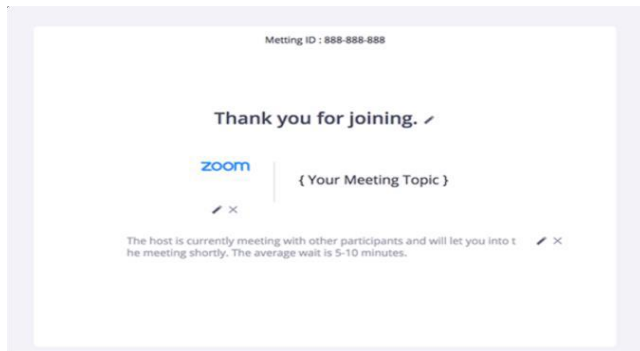 Metting ID : 888-888-888
Thank you for joining.
zoom
{ Your Meeting Topic }
The host is currently meeting with other participants and will let you into t
he meeting shortly. The average wait is 5-10 minutes.